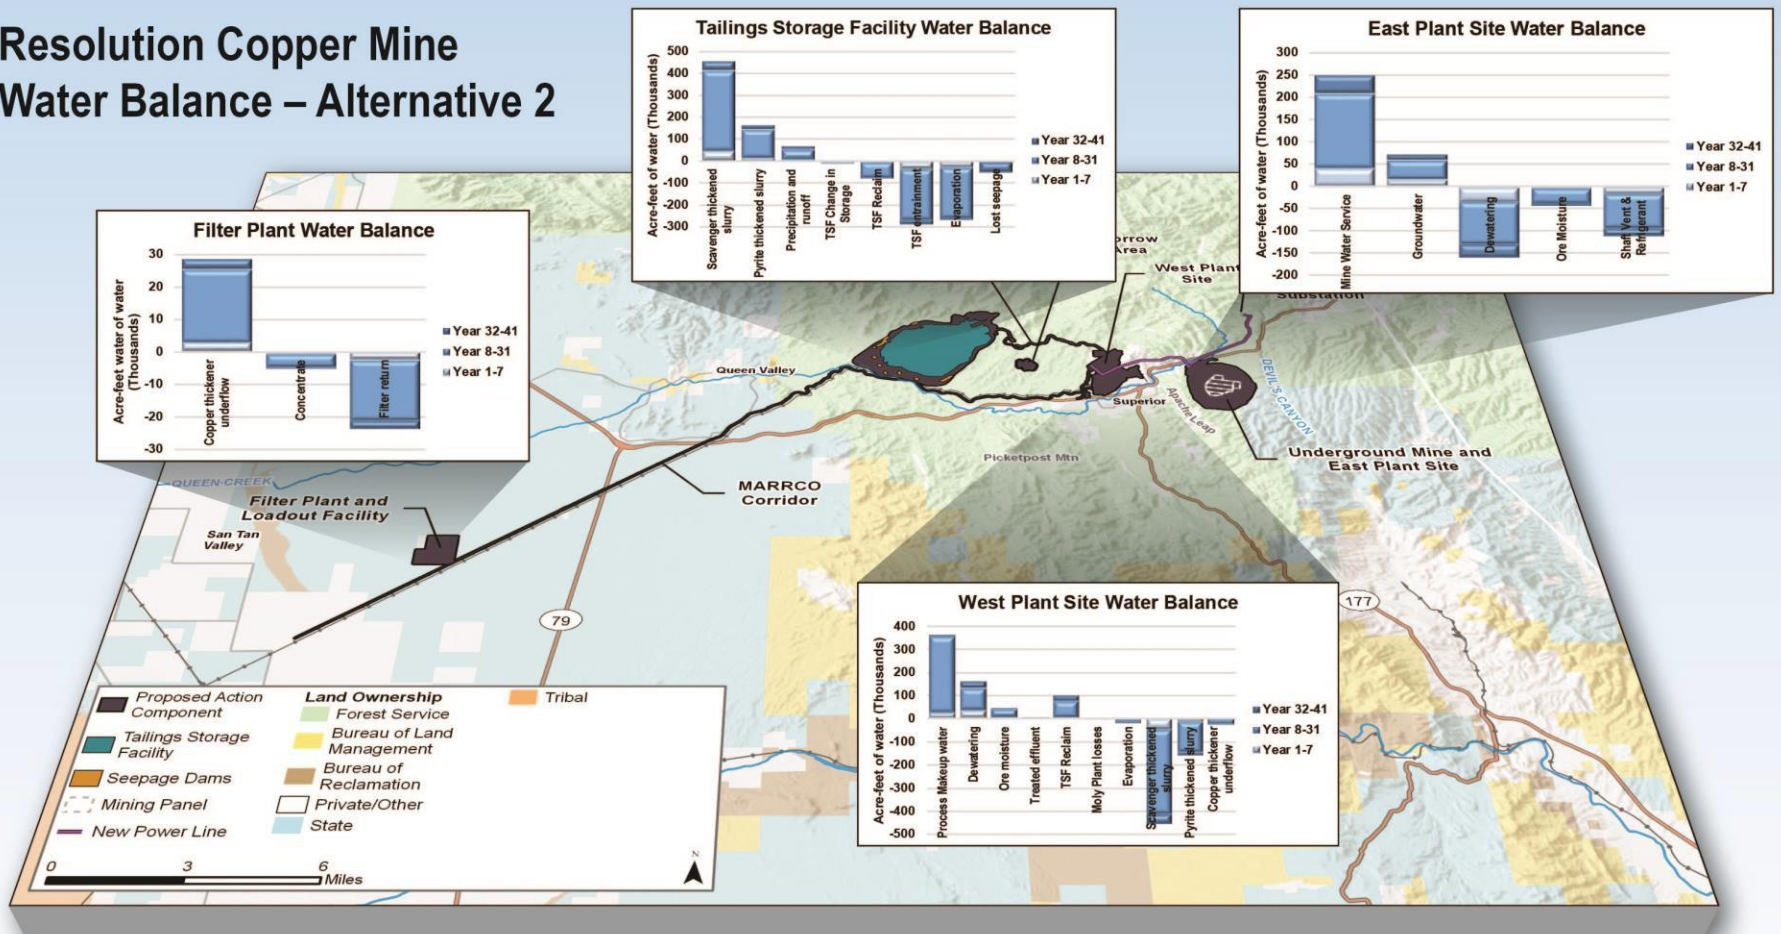 Resolution Copper Mine
Water Balance – Alternative 2
Tailings Storage Facility Water Balance
Acre-feet of water (Thousands)
500
400
300
200
100
0
-100
-200
-300
Scavenger thickened
slurry
Pyrite thickened slurry
Precipitation and
runoff
TSF Change in
Storage
TSF Reclaim
TSF entrainment
Evaporation
Lost seepage
Year 32-41
Year 8-31
Year 1-7
East Plant Site Water Balance
Acre-feet of water (Thousands)
300
250
200
150
100
50
0
-50
-100
-150
-200
Mine Water Service
Groundwater
Dewatering
Ore Moisture
Shaft Vent &
Refrigerant
Year 32-41
Year 8-31
Year 1-7
Filter Plant Water Balance
Acre-feet water of water
(Thousands)
30
20
10
0
-10
-20
-30
Copper thickener
underflow
Concentrate
Filter return
Year 32-41
Year 8-31
Year 1-7
West Plant
Site
Substation
Queen Valley
Superior
Apache Leap
DEVIL'S CANYON
Picketpost Mtn
Underground Mine and
East Plant Site
MARRCO
Corridor
QUEEN CREEK
Filter Plant and
Loadout Facility
San Tan
Valley
79
177
West Plant Site Water Balance
Acre-feet of water (Thousands)
400
300
200
100
0
-100
-200
-300
-400
-500
Process Makeup water
Dewatering
Ore moisture
Treated effluent
TSF Reclaim
Moly Plant losses
Evaporation
Scavenger thickened
slurry
Pyrite thickened slurry
Copper thickener
underflow
Year 32-41
Year 8-31
Year 1-7
Proposed Action
Component
Tailings Storage
Facility
Seepage Dams
Mining Panel
New Power Line
Land Ownership
Forest Service
Bureau of Land
Management
Bureau of
Reclamation
Private/Other
State
Tribal
0 3 6
Miles
N